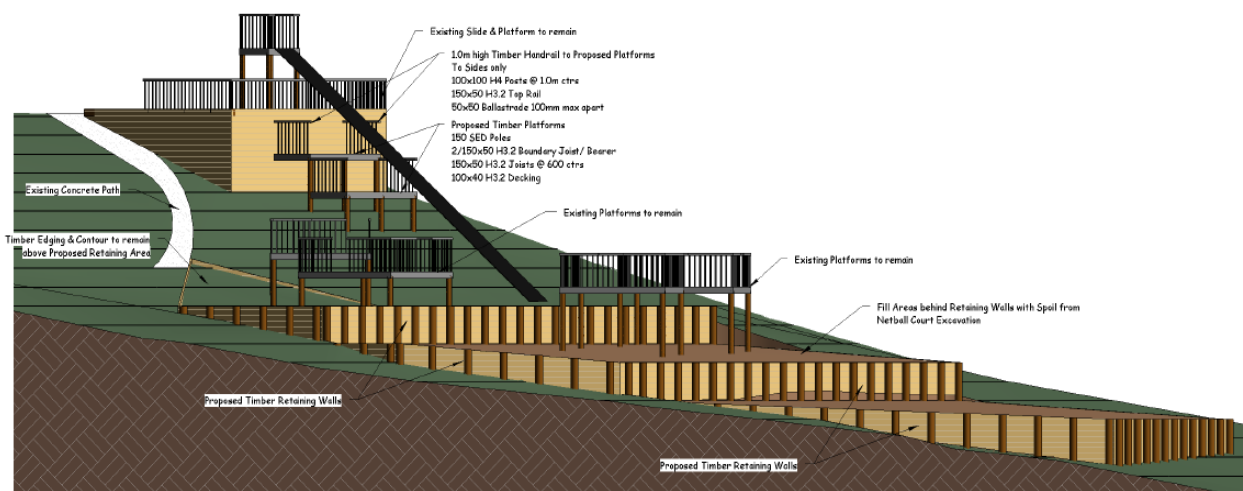 Existing Slide & Platform to remain
1.0m high Timber Handrail to Proposed Platforms
To Sides only
100x100 H4 Posts @ 1.0m ctrs
150x50 H3.2 Top Rail
50x50 Ballastrade 100mm max apart
Proposed Timber Platforms
150 SED Poles
2/150x50 H3.2 Boundary Joist/ Bearer
150x50 H3.2 Joists @ 600 ctrs
100x40 H3.2 Decking
Existing Concrete Path
Existing Platforms to remain
Timber Edging & Contour to remain
above Proposed Retaining Area
Existing Platforms to remain
Fill Areas behind Retaining Walls with Spoil from
Netball Court Excavation
Proposed Timber Retaining Walls
Proposed Timber Retaining Walls